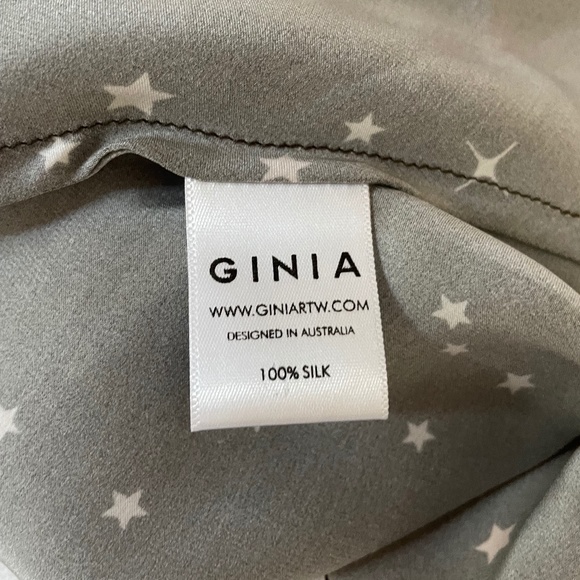 GINIA
WWW.GINIARTW.COM
DESIGNED IN AUSTRALIA
100% SILK